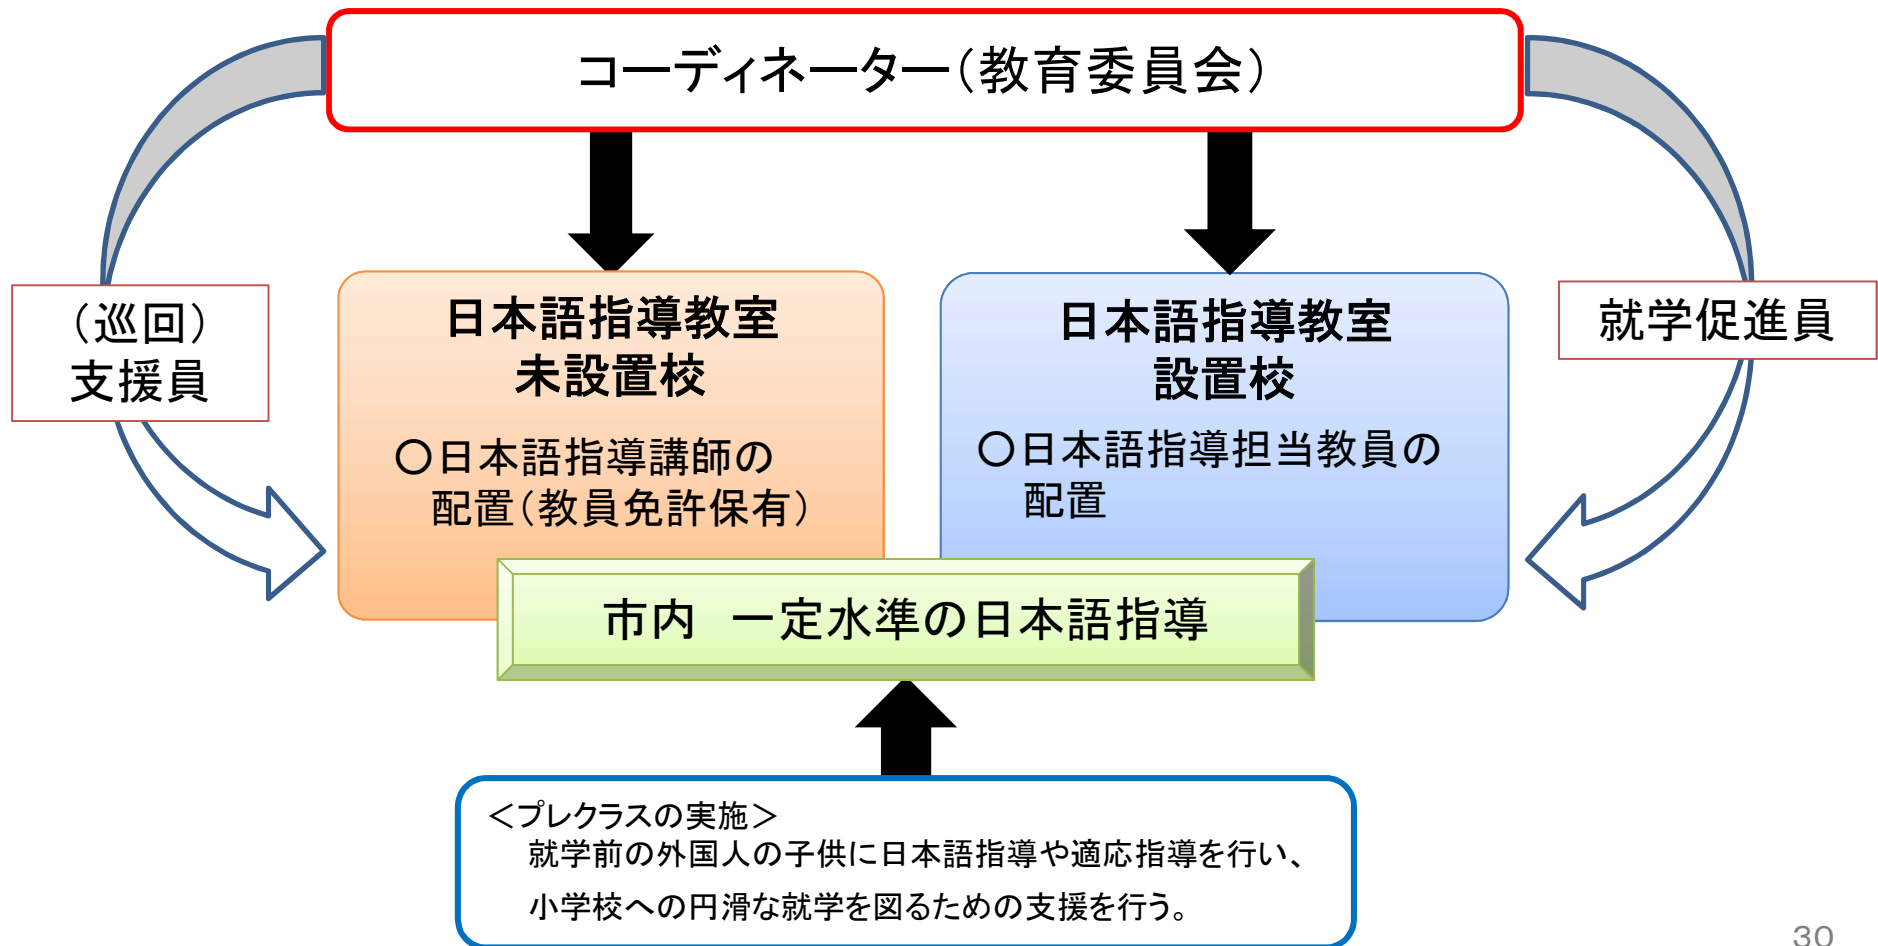 コーディネーター（教育委員会）
（巡回）
支援員
日本語指導教室
未設置校
〇日本語指導講師の
配置（教員免許保有）
日本語指導教室
設置校
〇日本語指導担当教員の
配置
就学促進員
市内　一定水準の日本語指導
＜プレクラスの実施＞
就学前の外国人の子供に日本語指導や適応指導を行い、
小学校への円滑な就学を図るための支援を行う。
30